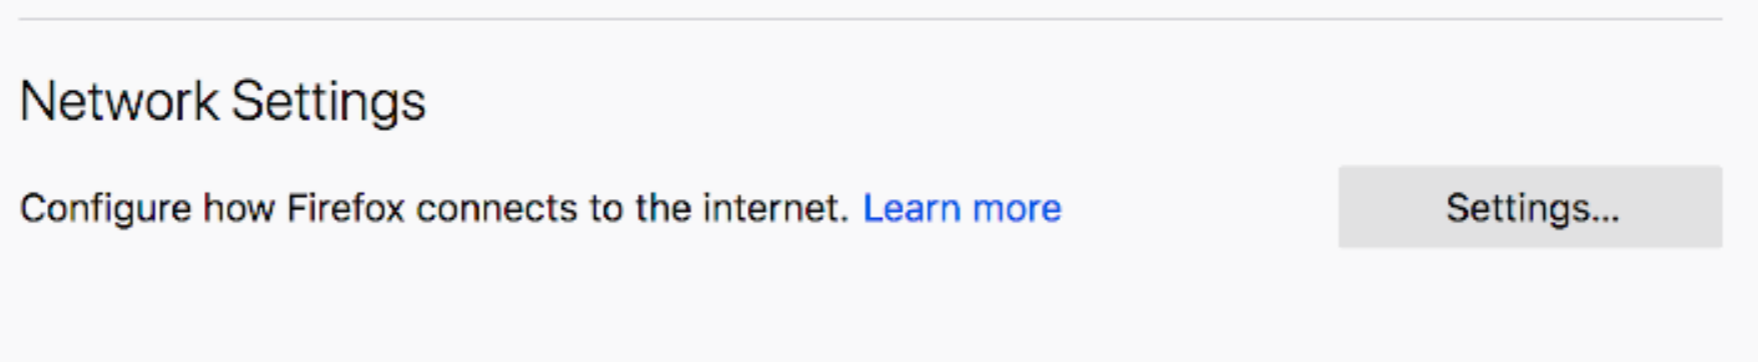 Network Settings
Configure how Firefox connects to the internet. Learn more
Settings...